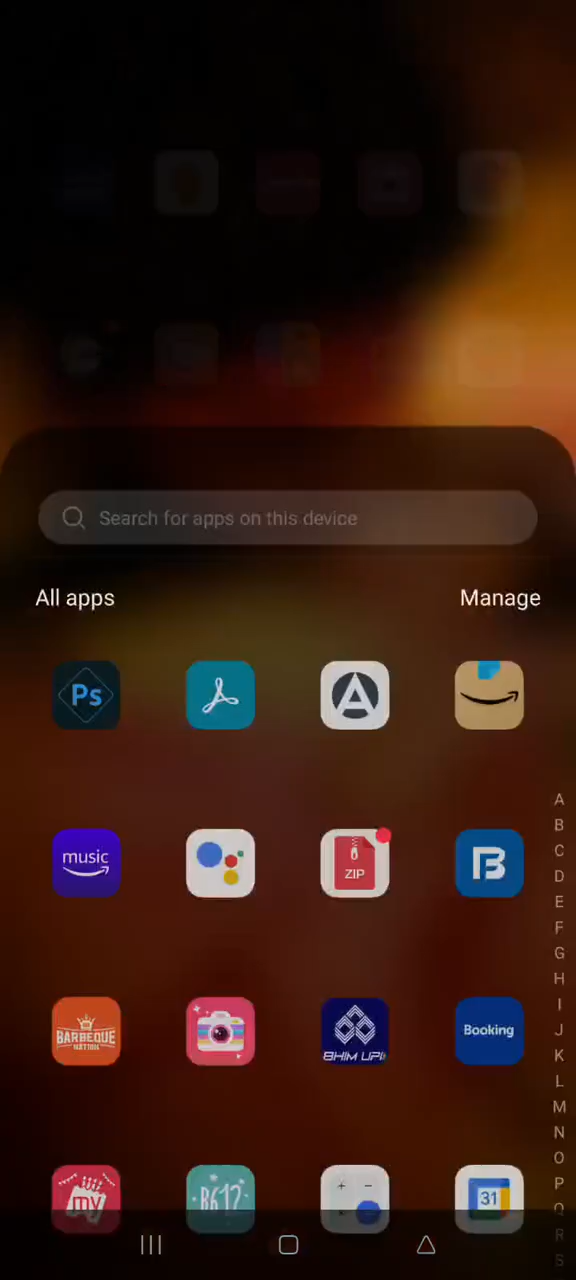 Search for apps on this device
All apps Manage
Ps
A
music
ZIP
B
BARBEQUE
NATION
BHIM UPI
Booking
my
B612
31
A
B
C
D
E
F
G
H
I
J
K
L
M
N
O
P
Q
R
S